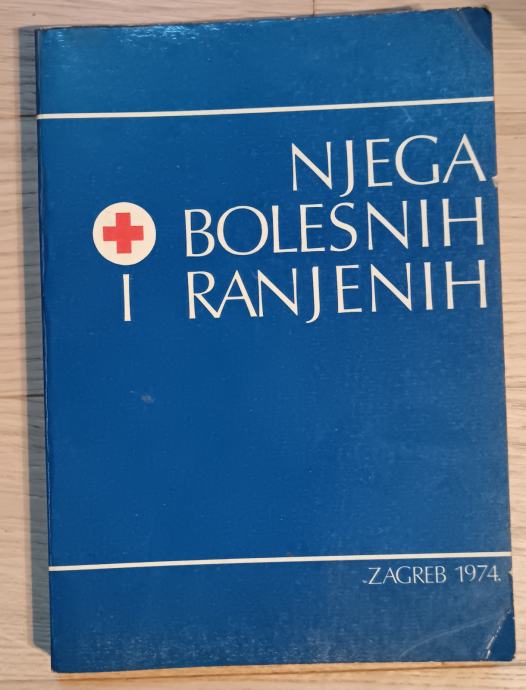 NJEGA
BOLESNIH
I RANJENIH
ZAGREB 1974.